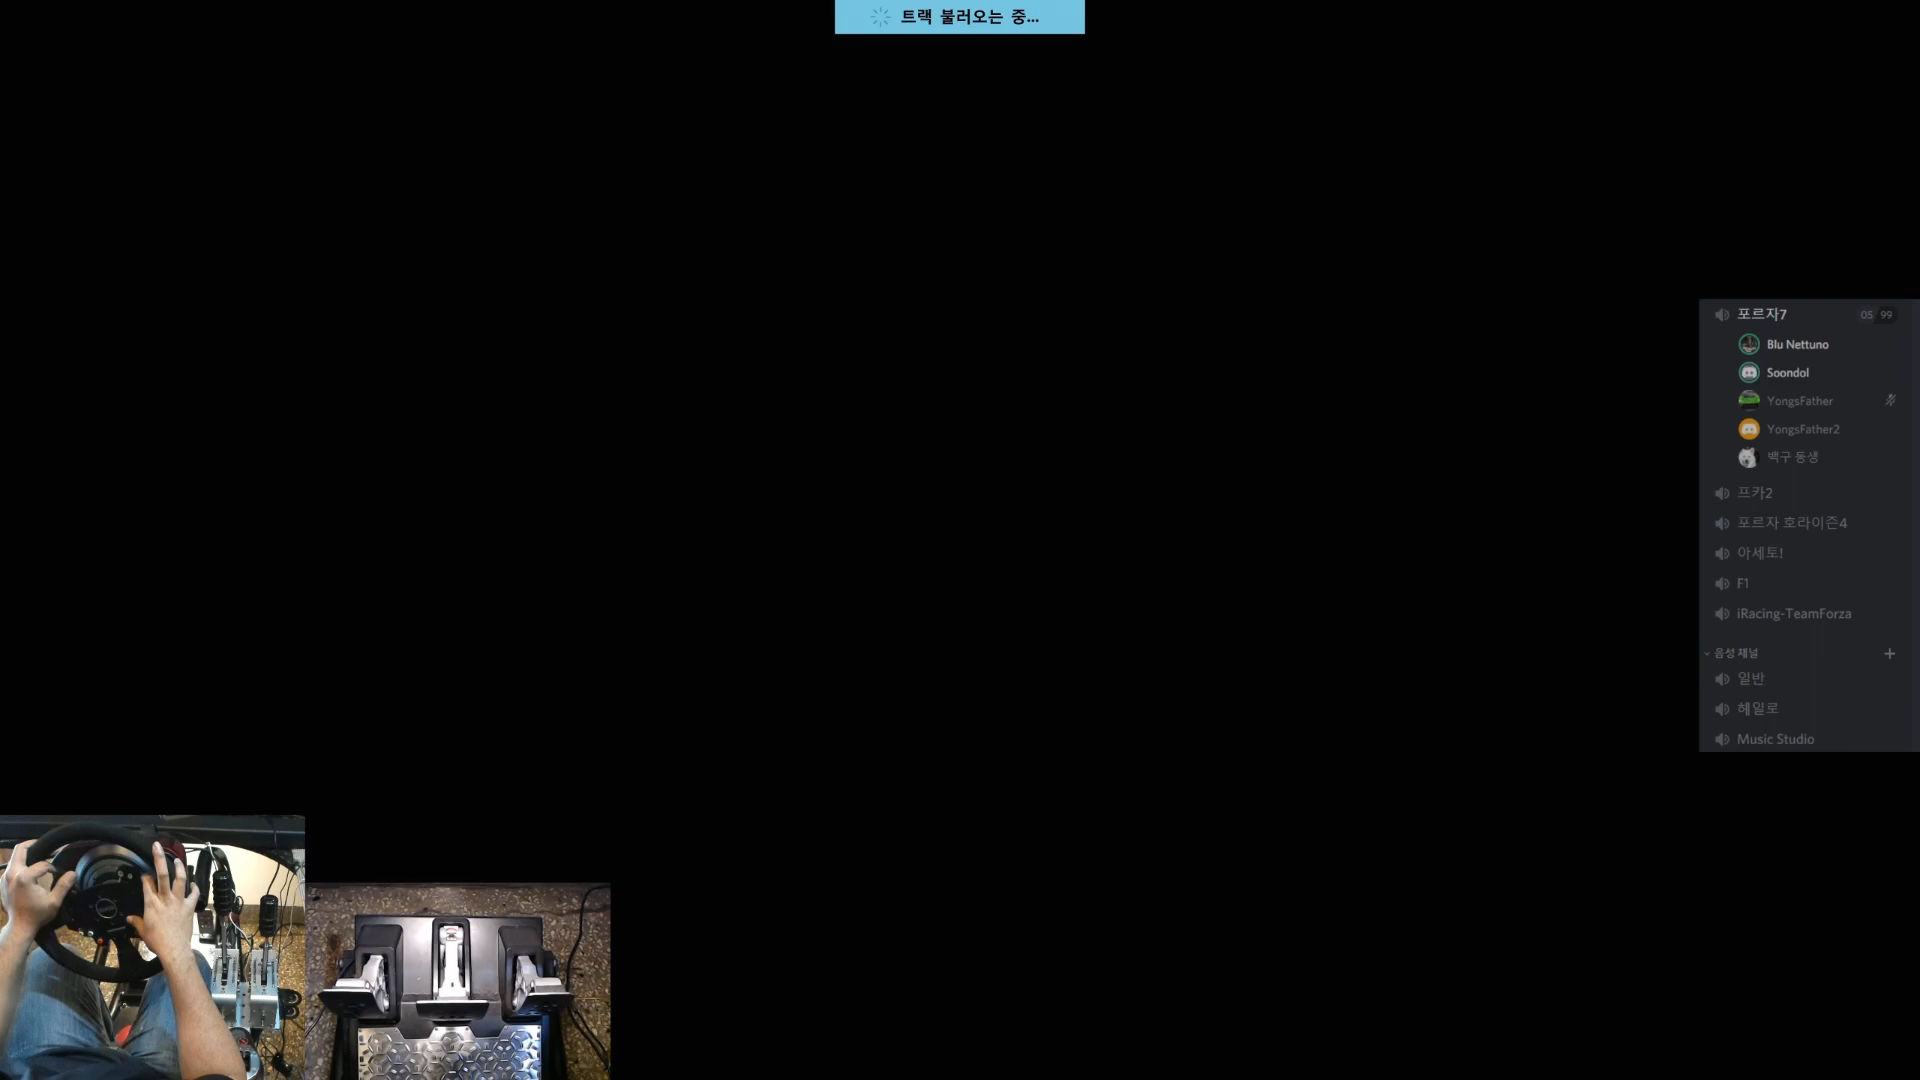 트랙 불러오는 중...
포르자7 05 99
Blu Nettuno
Soondol
YongsFather
YongsFather2
백구 동생
프카2
포르자 호라이즌4
아세토!
F1
iRacing-TeamForza
음성 채널
일반
헤일로
Music Studio